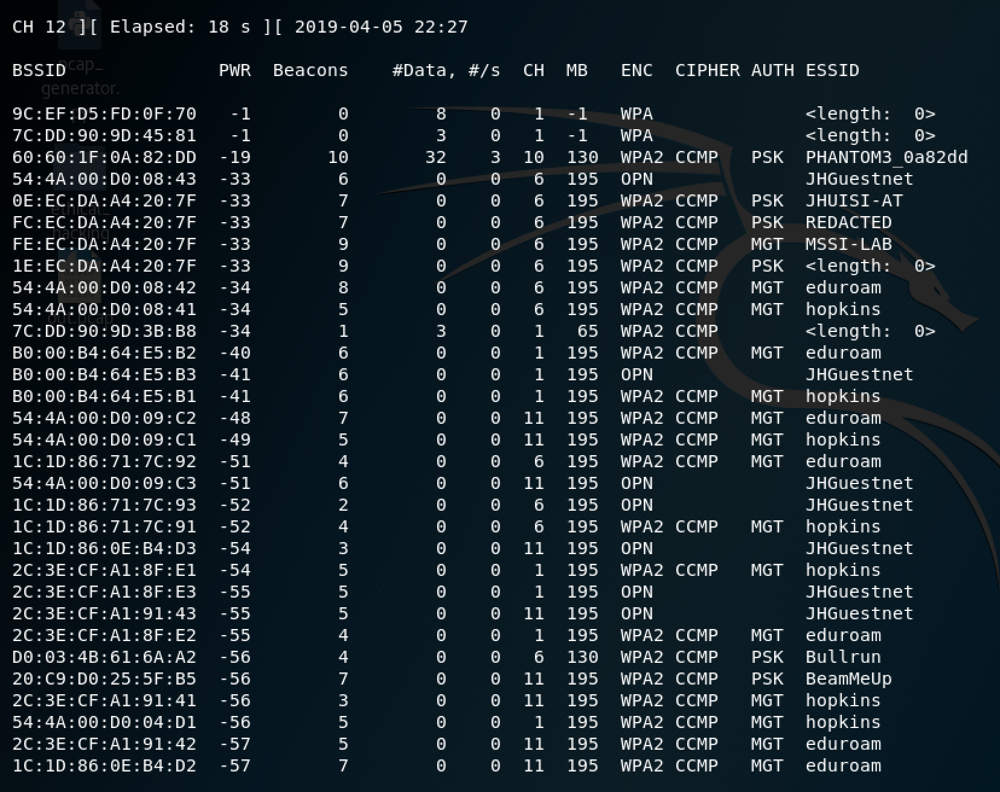 CH 12 ][ Elapsed: 18 s ][ 2019-04-05 22:27
BSSID PWR Beacons #Data, #/s CH MB ENC CIPHER AUTH ESSID
9C:EF:D5:FD:0F:70 -1 0 8 0 1 -1 WPA <length: 0>
7C:DD:90:9D:45:81 -1 0 3 0 1 -1 WPA <length: 0>
60:60:1F:0A:82:DD -19 10 32 3 10 130 WPA2 CCMP PSK PHANTOM3_0a82dd
54:4A:00:D0:08:43 -33 6 0 0 6 195 OPN JHGuestnet
0E:EC:DA:A4:20:7F -33 7 0 0 6 195 WPA2 CCMP PSK JHUISI-AT
FC:EC:DA:A4:20:7F -33 7 0 0 6 195 WPA2 CCMP PSK REDACTED
FE:EC:DA:A4:20:7F -33 9 0 0 6 195 WPA2 CCMP MGT MSSI-LAB
1E:EC:DA:A4:20:7F -33 9 0 0 6 195 WPA2 CCMP PSK <length: 0>
54:4A:00:D0:08:42 -34 8 0 0 6 195 WPA2 CCMP MGT eduroam
54:4A:00:D0:08:41 -34 5 0 0 6 195 WPA2 CCMP MGT hopkins
7C:DD:90:9D:3B:B8 -34 1 3 0 1 65 WPA2 CCMP <length: 0>
B0:00:B4:64:E5:B2 -40 6 0 0 1 195 WPA2 CCMP MGT eduroam
B0:00:B4:64:E5:B3 -41 6 0 0 1 195 OPN JHGuestnet
B0:00:B4:64:E5:B1 -41 6 0 0 1 195 WPA2 CCMP MGT hopkins
54:4A:00:D0:09:C2 -48 7 0 0 11 195 WPA2 CCMP MGT eduroam
54:4A:00:D0:09:C1 -49 5 0 0 11 195 WPA2 CCMP MGT hopkins
1C:1D:86:71:7C:92 -51 4 0 0 6 195 WPA2 CCMP MGT eduroam
54:4A:00:D0:09:C3 -51 6 0 0 11 195 OPN JHGuestnet
1C:1D:86:71:7C:93 -52 2 0 0 6 195 OPN JHGuestnet
1C:1D:86:71:7C:91 -52 4 0 0 6 195 WPA2 CCMP MGT hopkins
1C:1D:86:0E:B4:D3 -54 3 0 0 11 195 OPN JHGuestnet
2C:3E:CF:A1:8F:E1 -54 5 0 0 1 195 WPA2 CCMP MGT hopkins
2C:3E:CF:A1:8F:E3 -55 5 0 0 1 195 OPN JHGuestnet
2C:3E:CF:A1:91:43 -55 5 0 0 11 195 OPN JHGuestnet
2C:3E:CF:A1:8F:E2 -55 4 0 0 1 195 WPA2 CCMP MGT eduroam
D0:03:4B:61:6A:A2 -56 4 0 0 6 130 WPA2 CCMP PSK Bullrun
20:C9:D0:25:5F:B5 -56 7 0 0 11 195 WPA2 CCMP PSK BeamMeUp
2C:3E:CF:A1:91:41 -56 3 0 0 11 195 WPA2 CCMP MGT hopkins
54:4A:00:D0:04:D1 -56 5 0 0 1 195 WPA2 CCMP MGT hopkins
2C:3E:CF:A1:91:42 -57 5 0 0 11 195 WPA2 CCMP MGT eduroam
1C:1D:86:0E:B4:D2 -57 7 0 0 11 195 WPA2 CCMP MGT eduroam
pcap_
generator.
ethical_
hacking
out.pcap